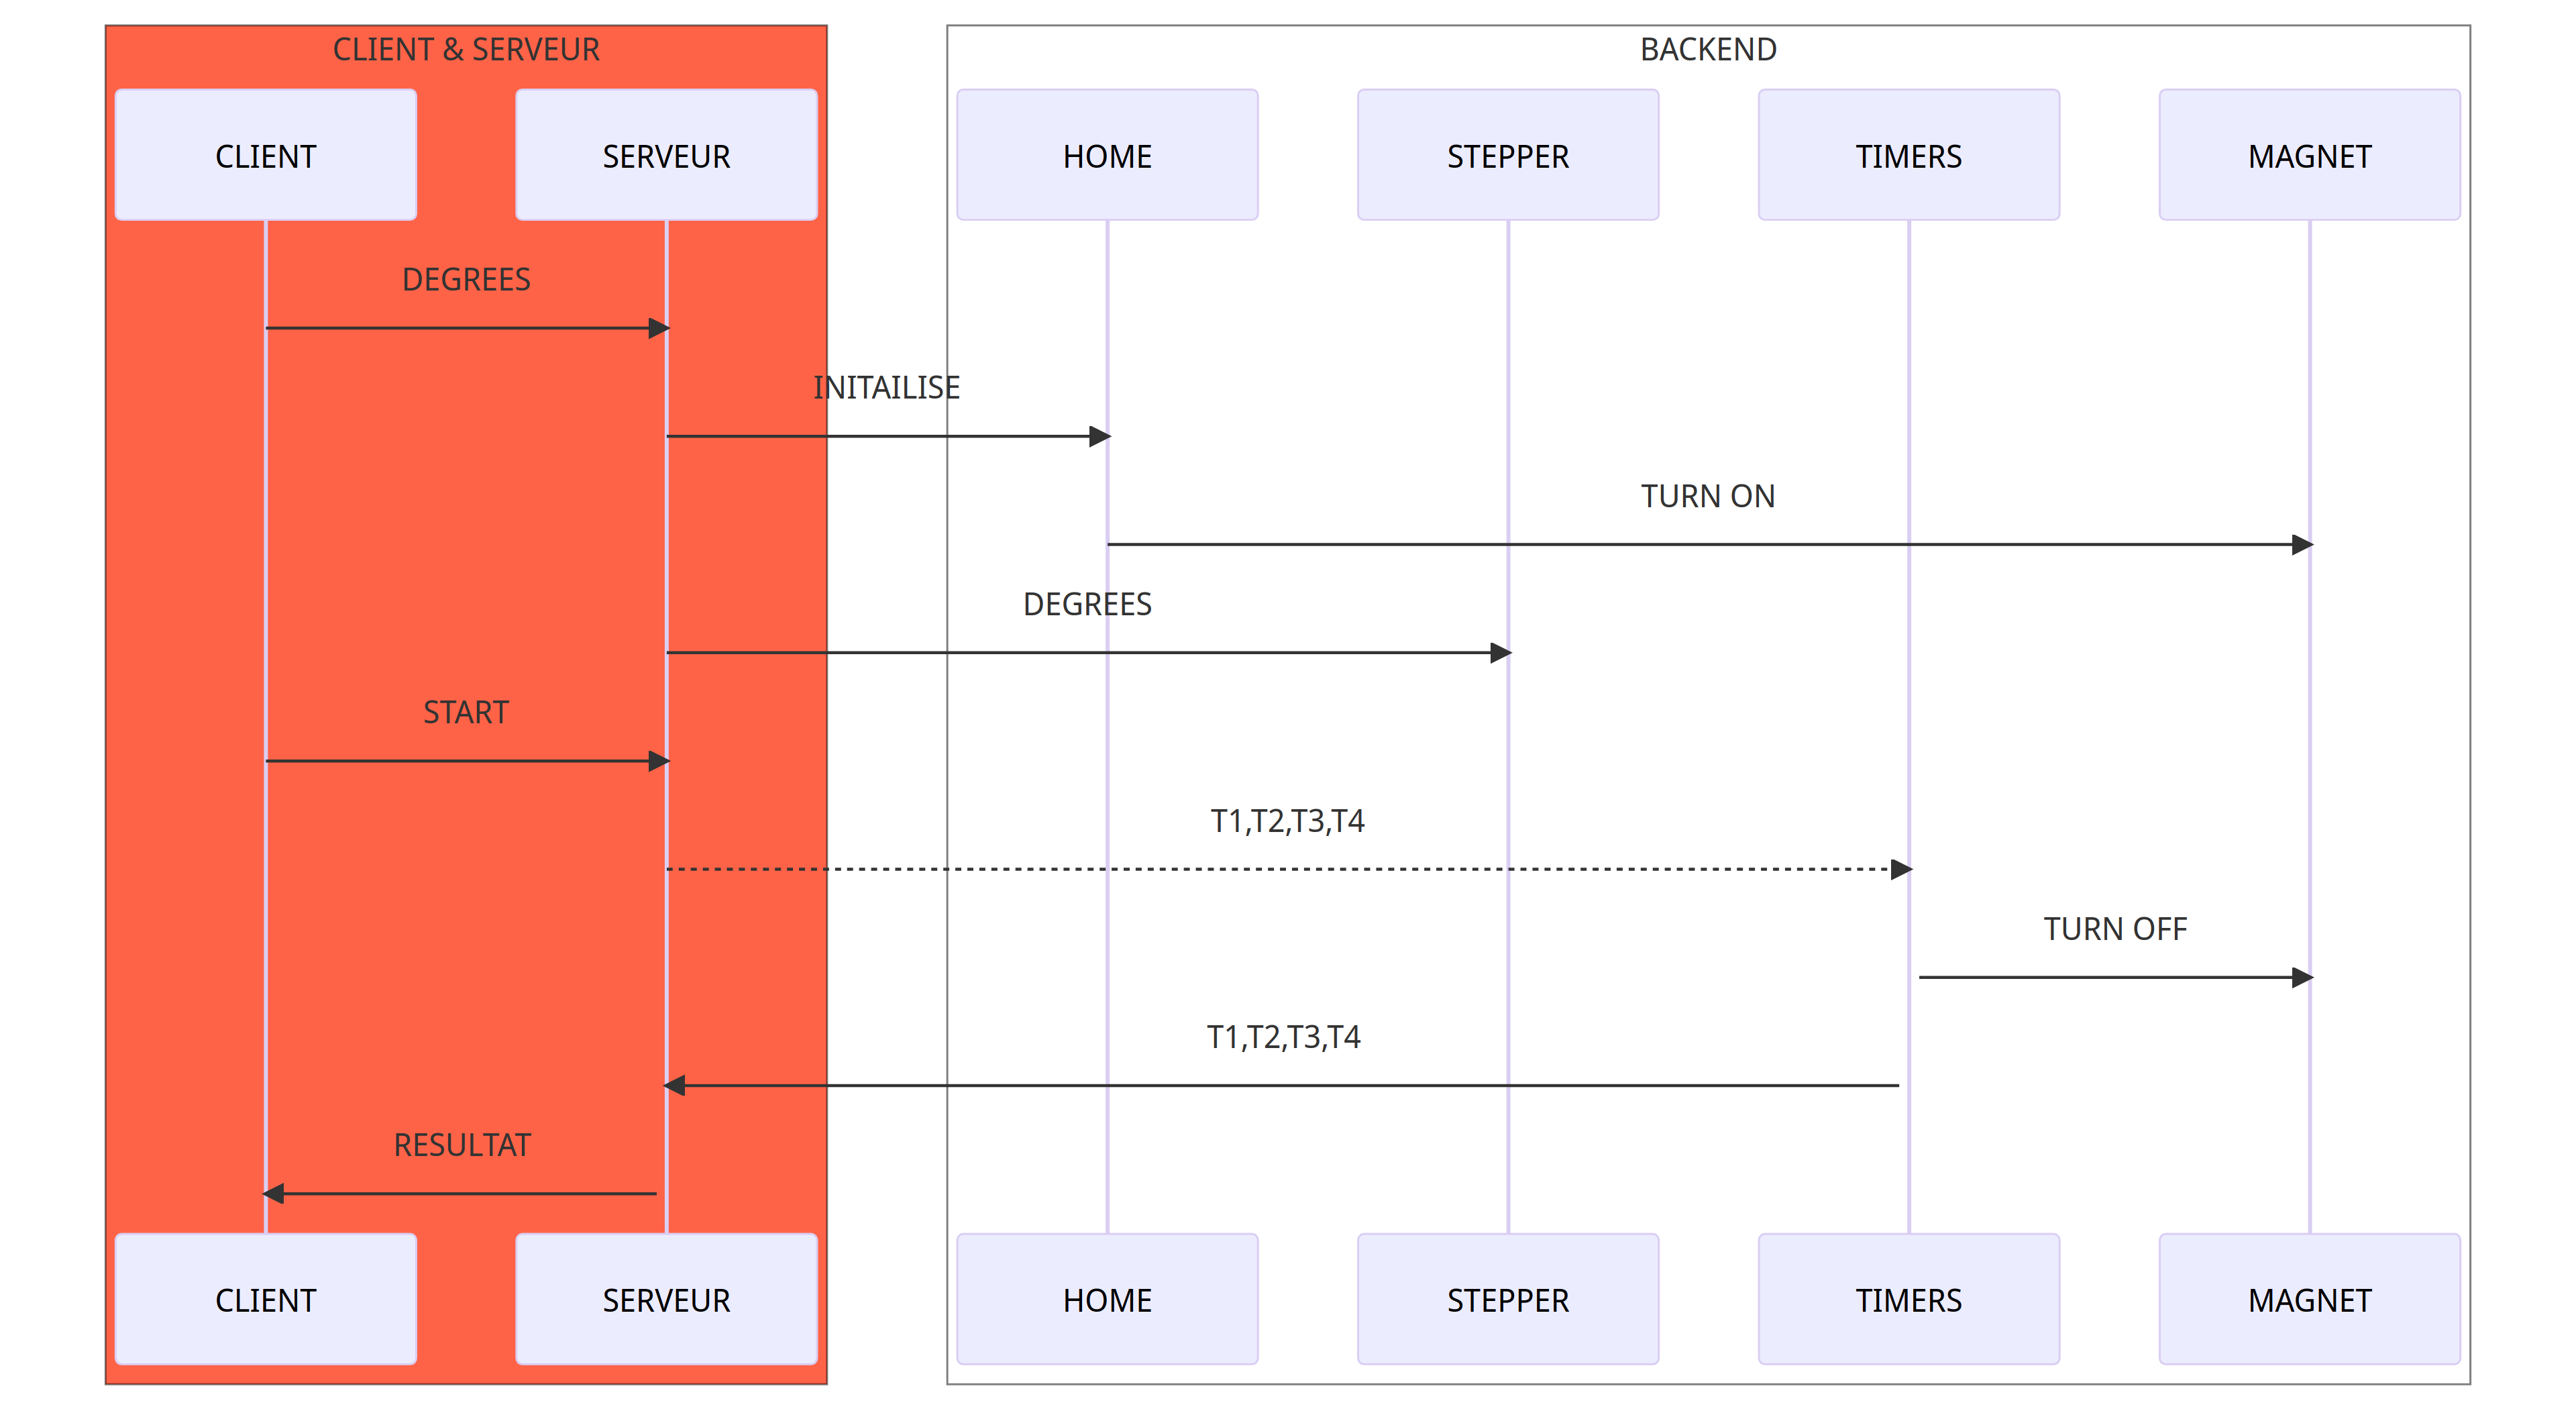 CLIENT & SERVEUR
BACKEND
CLIENT
SERVEUR
HOME
STEPPER
TIMERS
MAGNET
DEGREES
INITAILISE
TURN ON
DEGREES
START
T1,T2,T3,T4
TURN OFF
T1,T2,T3,T4
RESULTAT
CLIENT
SERVEUR
HOME
STEPPER
TIMERS
MAGNET